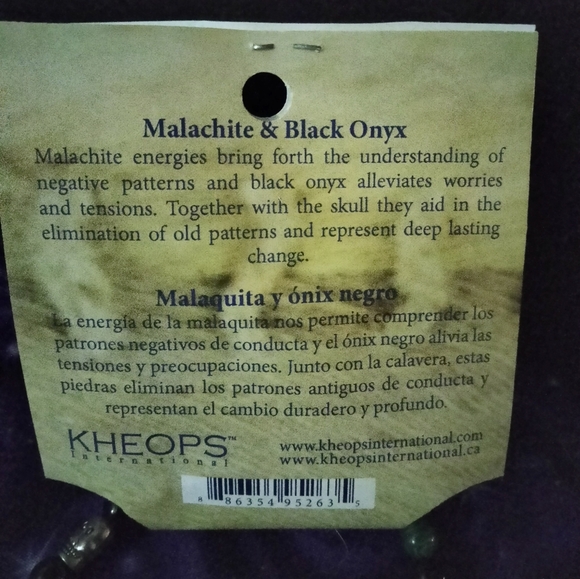 Malachite & Black Onyx
Malachite energies bring forth the understanding of
negative patterns and black onyx alleviates worries
and tensions. Together with the skull they aid in the
elimination of old patterns and represent deep lasting
change.
Malaquita y ónix negro
La energía de la malaquita nos permite comprender los
patrones negativos de conducta y el ónix negro alivia las
tensiones y preocupaciones. Junto con la calavera, estas
piedras eliminan los patrones antiguos de conducta y
representan el cambio duradero y profundo.
KHEOPS™
International
www.kheopsinternational.com
www.kheopsinternational.ca
8 86354 95263 5